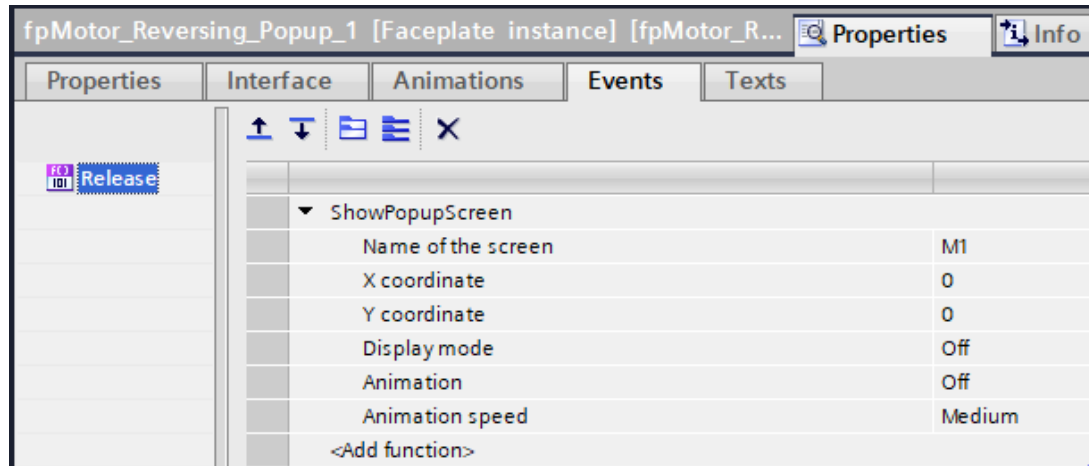 fpMotor_Reversing_Popup_1 [Faceplate instance] [fpMotor_R... Properties Info
Properties Interface Animations Events Texts
F() 101 Release
ShowPopupScreen
Name of the screen M1
X coordinate 0
Y coordinate 0
Display mode Off
Animation Off
Animation speed Medium
<Add function>